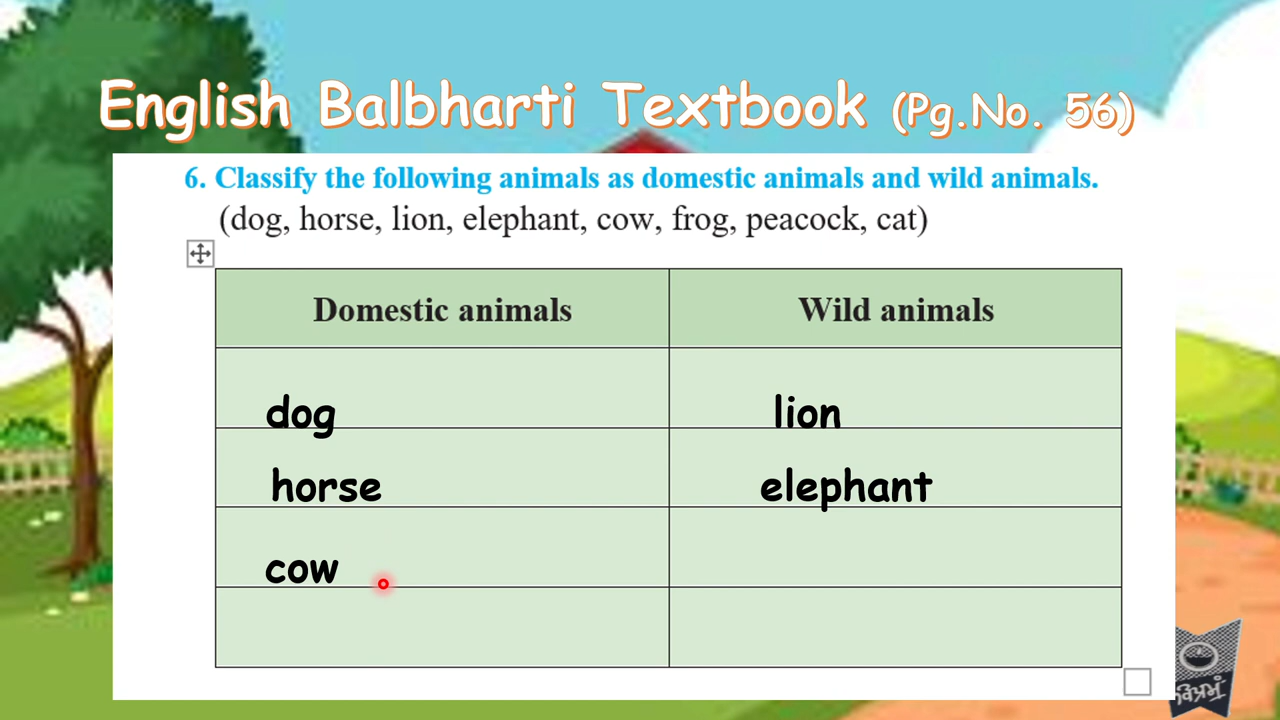 English Balbharti Textbook (Pg.No. 56)
6. Classify the following animals as domestic animals and wild animals.
(dog, horse, lion, elephant, cow, frog, peacock, cat)
Domestic animals Wild animals
dog lion
horse elephant
cow